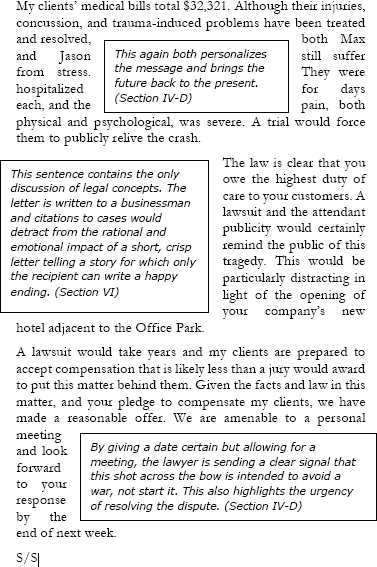 My clients' medical bills total $32,321. Although their injuries,
concussion, and trauma-induced problems have been treated
and resolved, both Max
and Jason still suffer
from stress. They were
hospitalized for days
each, and the pain, both
physical and psychological, was severe. A trial would force
them to publicly relive the crash.
This again both personalizes
the message and brings the
future back to the present.
(Section IV-D)
The law is clear that you
owe the highest duty of
care to your customers. A
lawsuit and the attendant
publicity would certainly
remind the public of this
tragedy. This would be
particularly distracting in
light of the opening of
your company's new
hotel adjacent to the Office Park.
This sentence contains the only
discussion of legal concepts. The
letter is written to a businessman
and citations to cases would
detract from the rational and
emotional impact of a short, crisp
letter telling a story for which only
the recipient can write a happy
ending. (Section VI)
A lawsuit would take years and my clients are prepared to
accept compensation that is likely less than a jury would award
to put this matter behind them. Given the facts and law in this
matter, and your pledge to compensate my clients, we have
made a reasonable offer. We are amenable to a personal
meeting
and look
forward
to your
response
by the
end of next week.
By giving a date certain but allowing for a
meeting, the lawyer is sending a clear signal that
this shot across the bow is intended to avoid a
war, not start it. This also highlights the urgency
of resolving the dispute. (Section IV-D)
S/S